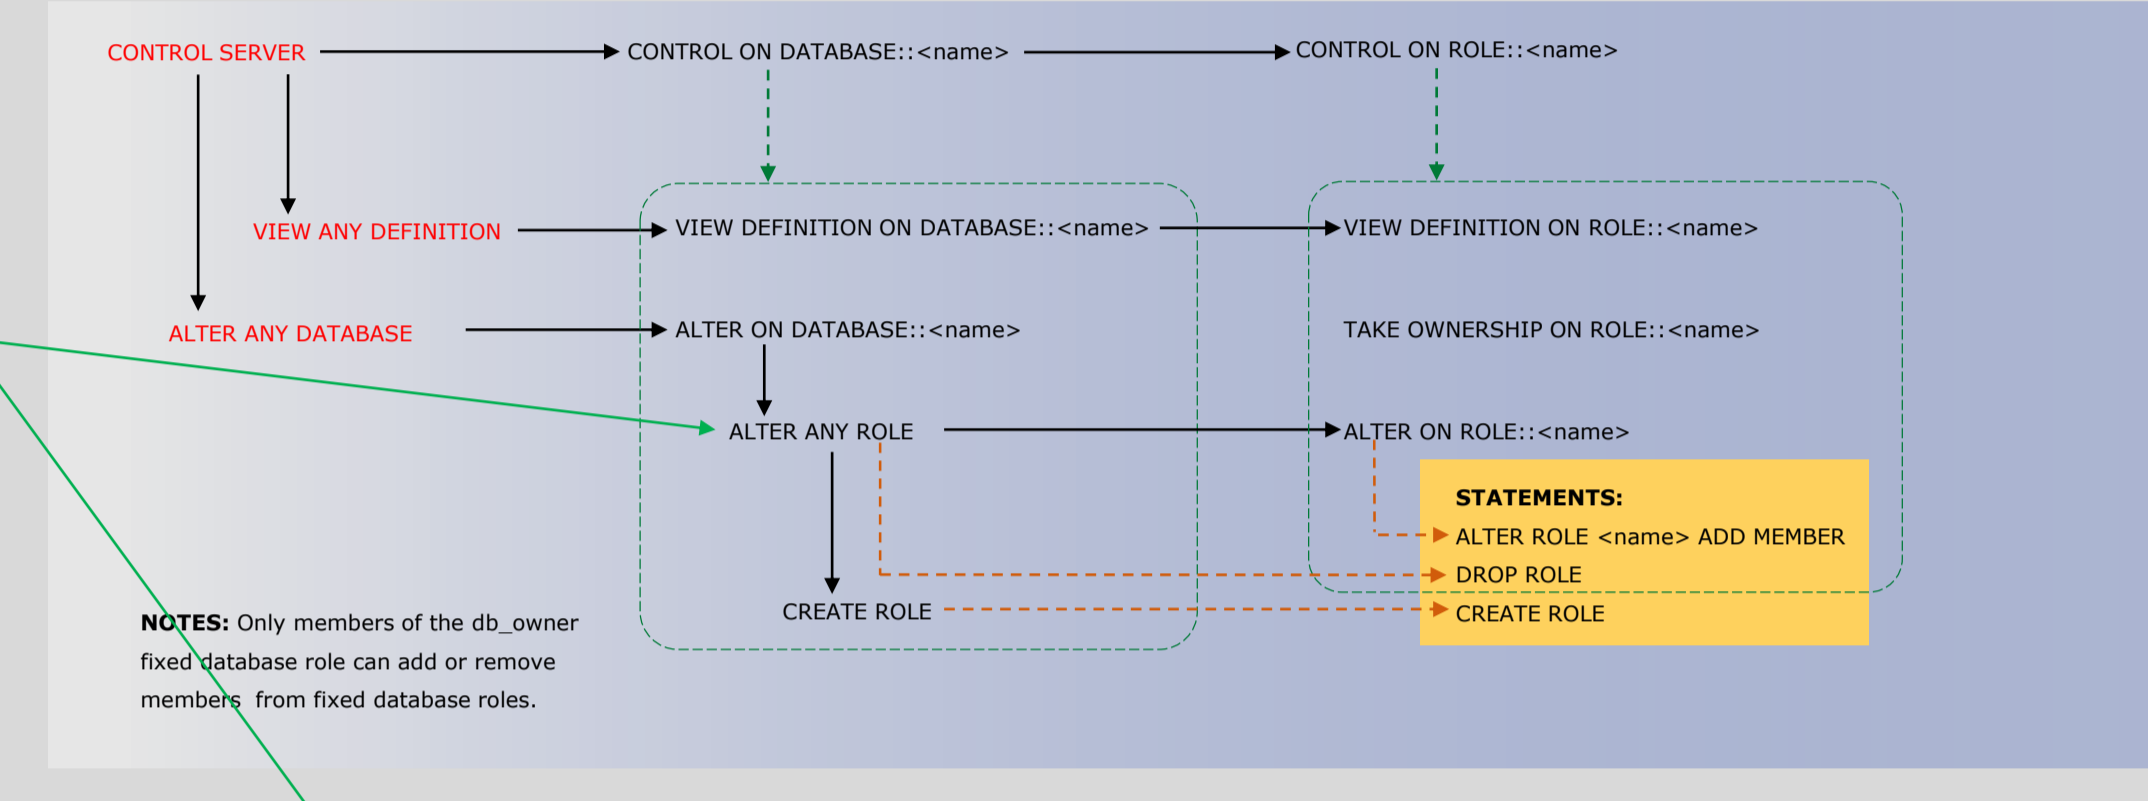 CONTROL SERVER
CONTROL ON DATABASE::<name>
CONTROL ON ROLE::<name>
VIEW ANY DEFINITION
VIEW DEFINITION ON DATABASE::<name>
VIEW DEFINITION ON ROLE::<name>
ALTER ANY DATABASE
ALTER ON DATABASE::<name>
TAKE OWNERSHIP ON ROLE::<name>
ALTER ANY ROLE
ALTER ON ROLE::<name>
STATEMENTS:
ALTER ROLE <name> ADD MEMBER
DROP ROLE
CREATE ROLE
CREATE ROLE
NOTES: Only members of the db_owner
fixed database role can add or remove
members from fixed database roles.